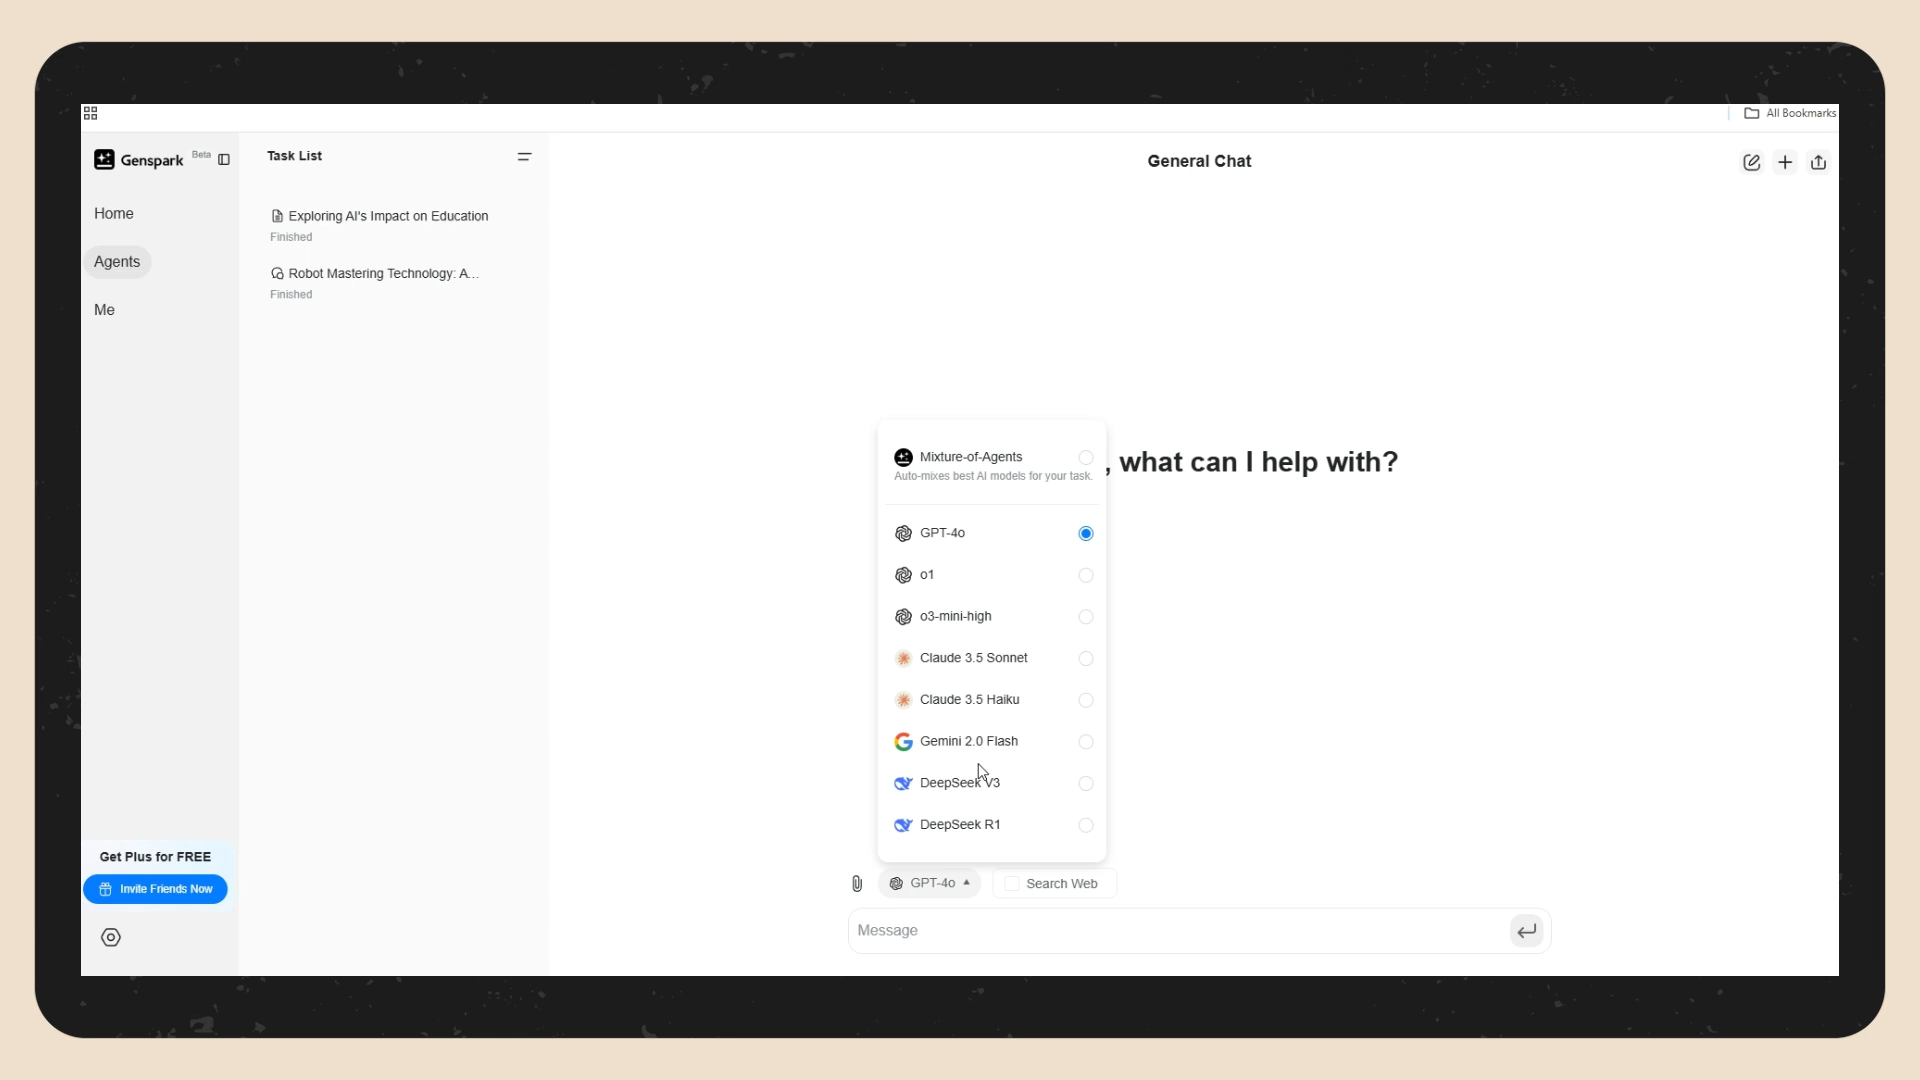 All Bookmarks
Genspark Beta
Home
Agents
Me
Get Plus for FREE
Invite Friends Now
Task List
Exploring AI's Impact on Education
Finished
Robot Mastering Technology: A...
Finished
General Chat
, what can I help with?
Mixture-of-Agents
Auto-mixes best AI models for your task.
GPT-4o
o1
o3-mini-high
Claude 3.5 Sonnet
Claude 3.5 Haiku
Gemini 2.0 Flash
DeepSeek V3
DeepSeek R1
GPT-4o
Search Web
Message